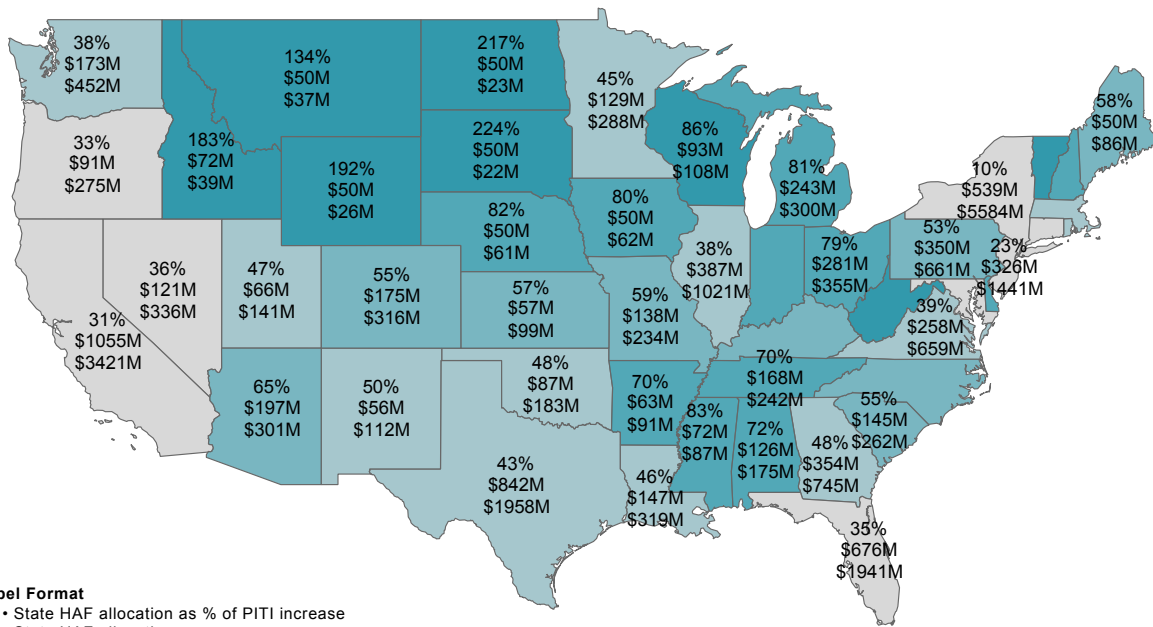 38%
$173M
$452M
33%
$91M
$275M
183%
$72M
$39M
134%
$50M
$37M
192%
$50M
$26M
217%
$50M
$23M
224%
$50M
$22M
82%
$50M
$61M
45%
$129M
$288M
86%
$93M
$108M
81%
$243M
$300M
80%
$50M
$62M
38%
$387M
$1021M
79%
$281M
$355M
58%
$50M
$86M
10%
$539M
$5584M
53%
$350M
$661M
23%
$326M
$1441M
39%
$258M
$659M
36%
$121M
$336M
31%
$1055M
$3421M
47%
$66M
$141M
55%
$175M
$316M
57%
$57M
$99M
59%
$138M
$234M
65%
$197M
$301M
50%
$56M
$112M
48%
$87M
$183M
70%
$63M
$91M
70%
$168M
$242M
83%
$72M
$87M
72%
$126M
$175M
48%
$354M
$745M
55%
$145M
$262M
43%
$842M
$1958M
46%
$147M
$319M
35%
$676M
$1941M
Format
• State HAF allocation as % of PITI increase